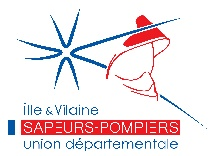 ille & Vilaine
SAPEURS-POMPIERS
union départementale